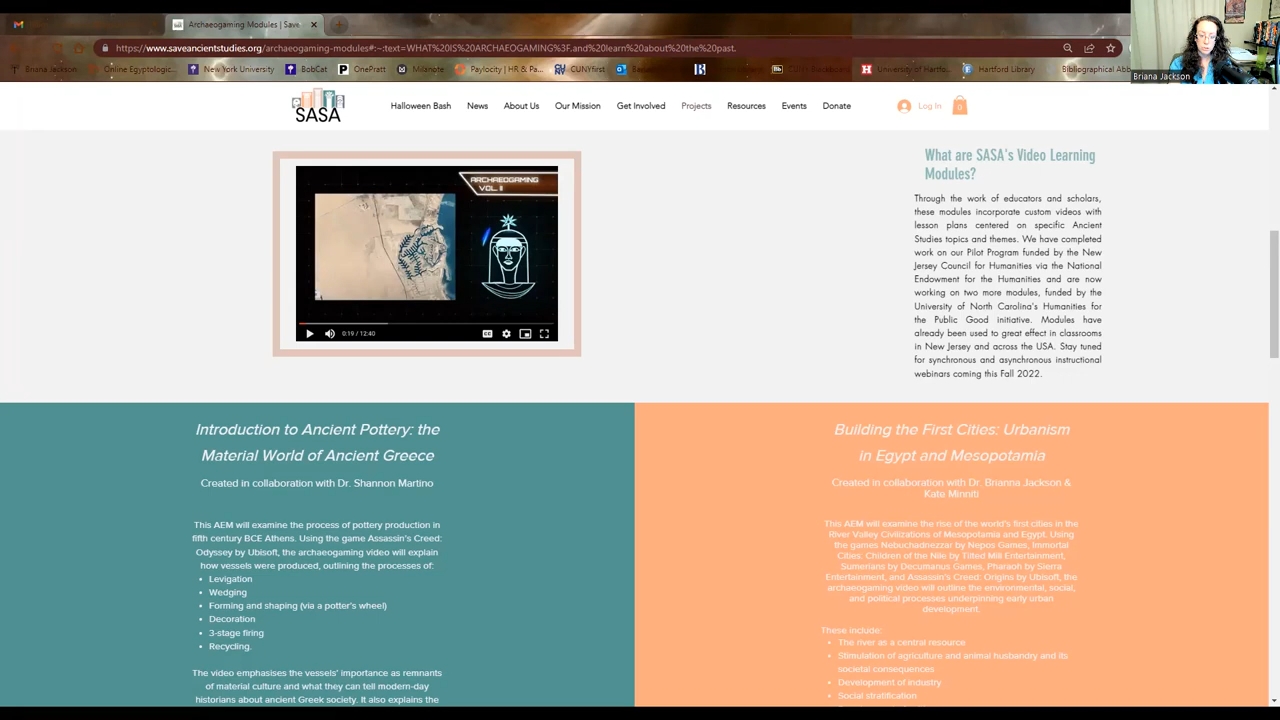 Archaeogaming Modules | Save
https://www.saveancientstudies.org/archaeogaming-modules#:~:text=WHAT%20IS%20ARCHAEOGAMING%3F,and%20learn%20about%20the%20past.
Briana Jackson
Online Egyptologic...
New York University
BobCat
OnePratt
Milanote
Paylocity | HR & Pa...
CUNYfirst
University of Hartfo...
Hartford Library
Bibliographical Abb
Briana Jackson
SASA
Halloween Bash
News
About Us
Our Mission
Get Involved
Projects
Resources
Events
Donate
Log In
0
ARCHAEOGAMING
VOL. II
0:19 / 12:40
What are SASA's Video Learning
Modules?
Through the work of educators and scholars,
these modules incorporate custom videos with
lesson plans centered on specific Ancient
Studies topics and themes. We have completed
work on our Pilot Program funded by the New
Jersey Council for Humanities via the National
Endowment for the Humanities and are now
working on two more modules, funded by the
University of North Carolina's Humanities for
the Public Good initiative. Modules have
already been used to great effect in classrooms
in New Jersey and across the USA. Stay tuned
for synchronous and asynchronous instructional
webinars coming this Fall 2022.
Introduction to Ancient Pottery: the
Material World of Ancient Greece
Created in collaboration with Dr. Shannon Martino
This AEM will examine the process of pottery production in
fifth century BCE Athens. Using the game Assassin's Creed:
Odyssey by Ubisoft, the archaeogaming video will explain
how vessels were produced, outlining the processes of:
• Levigation
• Wedging
• Forming and shaping (via a potter's wheel)
• Decoration
• 3-stage firing
• Recycling.
The video emphasises the vessels' importance as remnants
of material culture and what they can tell modern-day
historians about ancient Greek society. It also explains the
Building the First Cities: Urbanism
in Egypt and Mesopotamia
Created in collaboration with Dr. Brianna Jackson &
Kate Minniti
This AEM will examine the rise of the world's first cities in the
River Valley Civilizations of Mesopotamia and Egypt. Using
the games Nebuchadnezzar by Nepos Games, Immortal
Cities: Children of the Nile by Tilted Mill Entertainment,
Sumerians by Decumanus Games, Pharaoh by Sierra
Entertainment, and Assassin's Creed: Origins by Ubisoft, the
archaeogaming video will outline the environmental, social,
and political processes underpinning early urban
development.
These include:
• The river as a central resource
• Stimulation of agriculture and animal husbandry and its
societal consequences
• Development of industry
• Social stratification